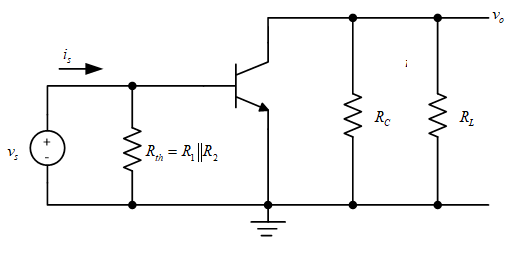 v_o
i_s
i
R_C
R_L
v_s
+
-
R_th = R_1||R_2